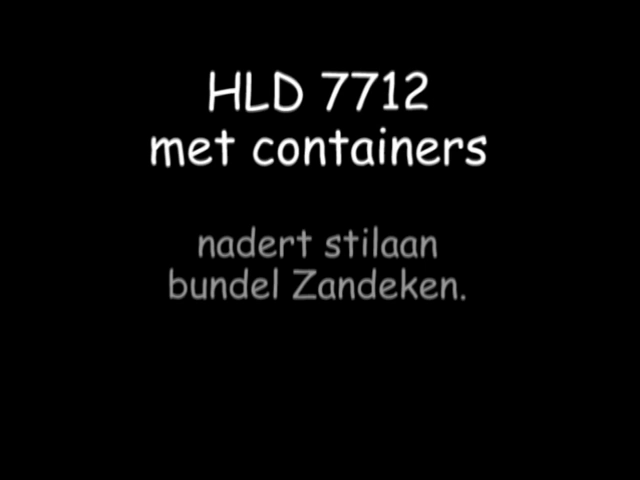 HLD 7712
met containers
nadert stilaan
bundel Zandeken.